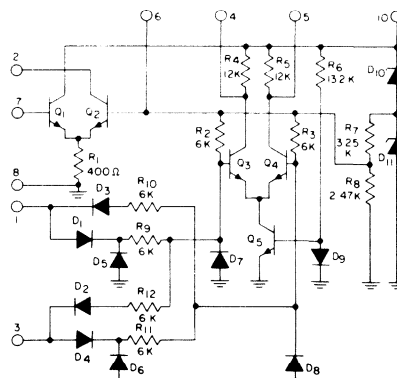 6 4 5 10
R4 12K R5 12K R6 13.2K
2
D10
7 Q1 Q2
R2 6K R3 6K R7 3.25 K
Q3 Q4 D11
R1 400Ω
R8 2.47K
8
D3 R10 6K
1
D1 R9 6K Q5
D5 D7 D9
D2 R12 6K
3
D4 R11 6K
D6 D8